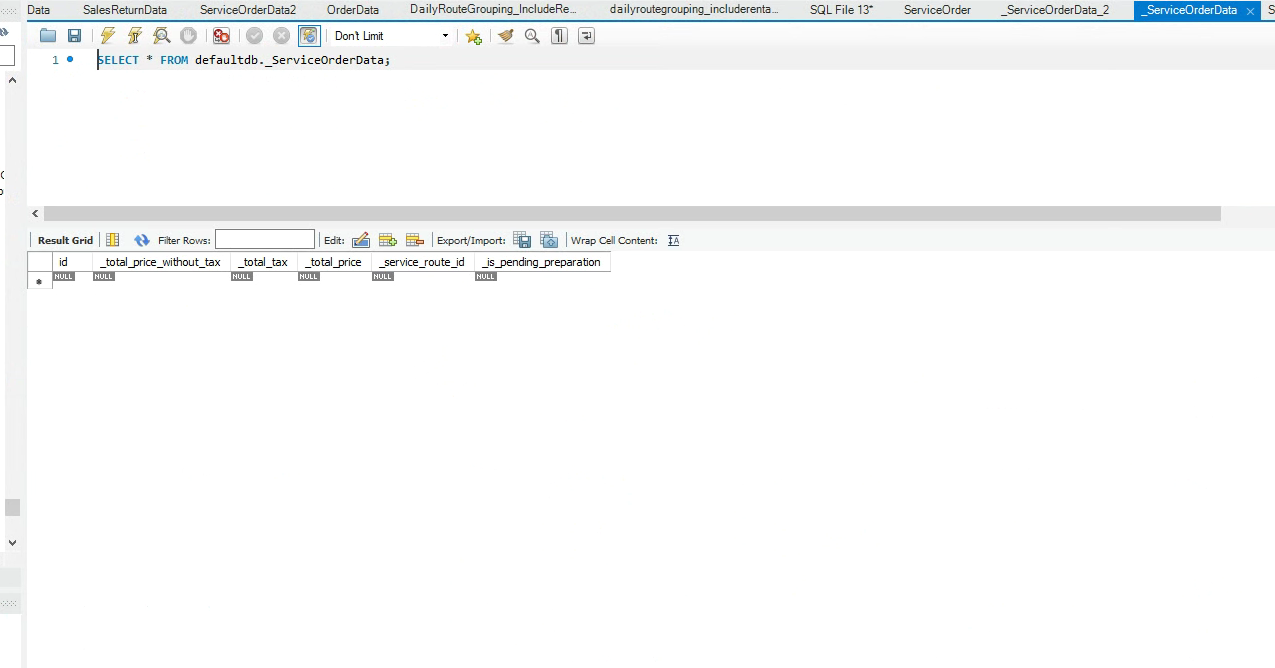 Data SalesReturnData ServiceOrderData2 OrderData DailyRouteGrouping_IncludeRe... dailyroutegrouping_includerenta... SQL File 13* ServiceOrder _ServiceOrderData_2 _ServiceOrderData S
Don't Limit
1 SELECT * FROM defaultdb._ServiceOrderData;
Result Grid Filter Rows: Edit: Export/Import: Wrap Cell Content: IA
id _total_price_without_tax _total_tax _total_price _service_route_id _is_pending_preparation
* NULL NULL NULL NULL NULL NULL